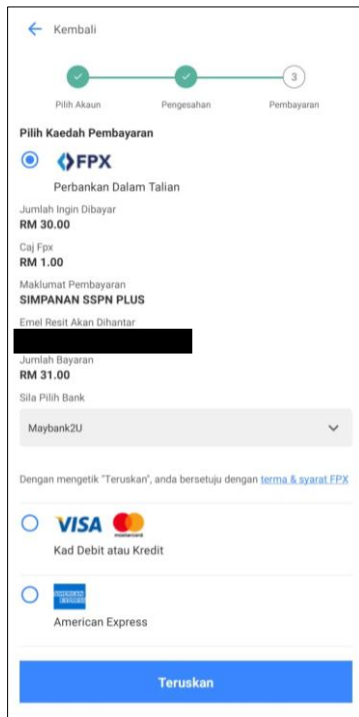 Kembali
3
Pilih Akaun Pengesahan Pembayaran
Pilih Kaedah Pembayaran
FPX
Perbankan Dalam Talian
Jumlah Ingin Dibayar
RM 30.00
Caj Fpx
RM 1.00
Maklumat Pembayaran
SIMPANAN SSPN PLUS
Emel Resit Akan Dihantar
Jumlah Bayaran
RM 31.00
Sila Pilih Bank
Maybank2U
Dengan mengetik "Teruskan", anda bersetuju dengan terma & syarat FPX
VISA mastercard
Kad Debit atau Kredit
AMERICAN EXPRESS
American Express
Teruskan